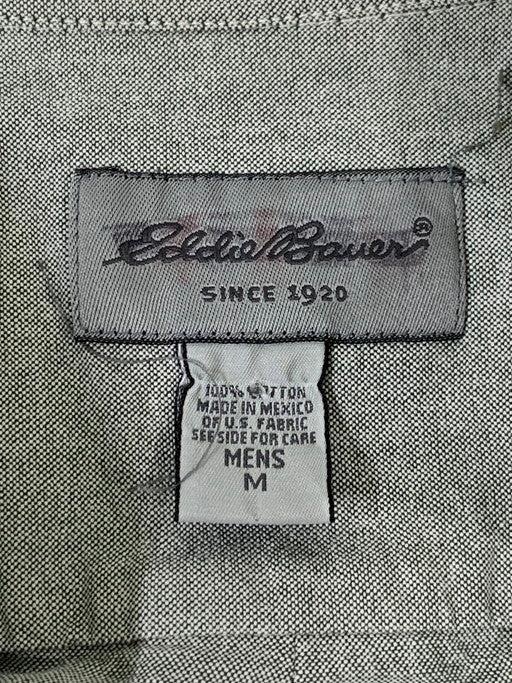 Eddie Bauer®
SINCE 1920
100% COTTON
MADE IN MEXICO
OF U.S. FABRIC
SEE SIDE FOR CARE
MENS
M